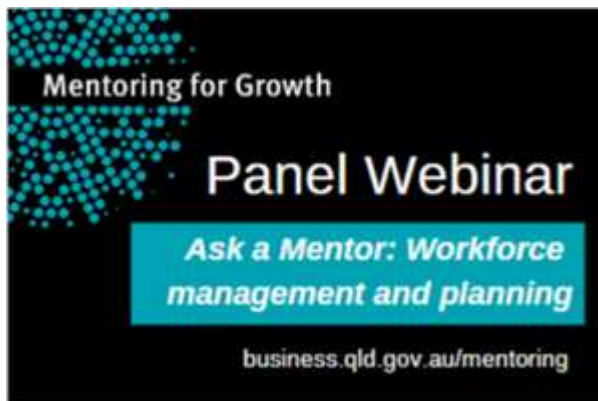 Mentoring for Growth
Panel Webinar
Ask a Mentor: Workforce
management and planning
business.qld.gov.au/mentoring